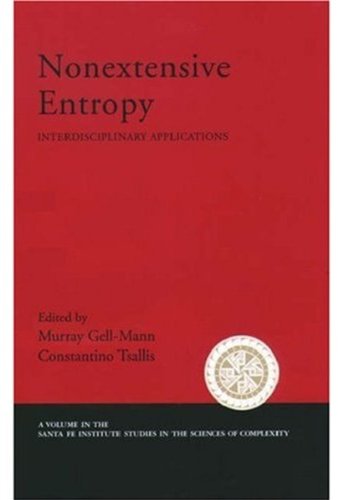 Nonextensive
Entropy
INTERDISCIPLINARY APPLICATIONS
Edited by
Murray Gell-Mann
Constantino Tsallis
A VOLUME IN THE
SANTA FE INSTITUTE STUDIES IN THE SCIENCES OF COMPLEXITY